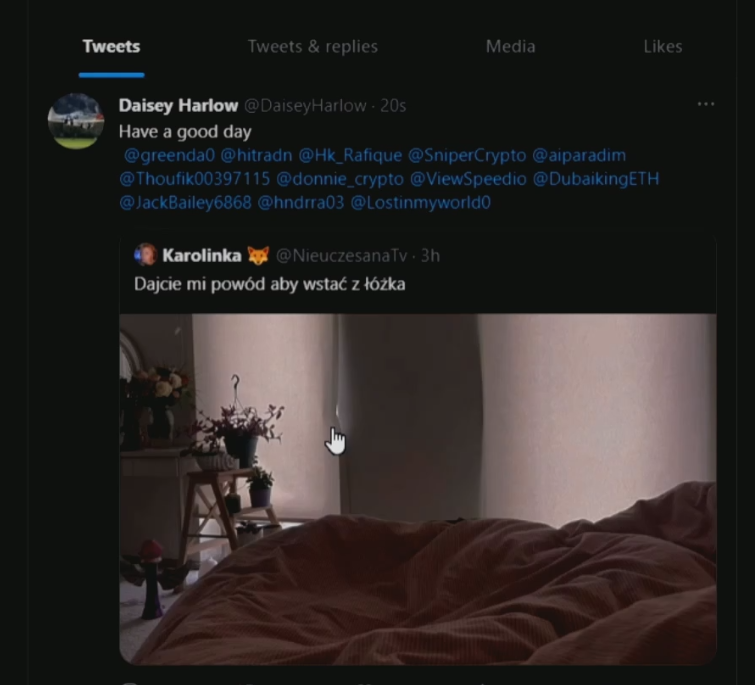 Tweets
Tweets & replies
Media
Likes
Daisey Harlow @DaiseyHarlow · 20s
Have a good day
@greenda0 @hitradn @Hk_Rafique @SniperCrypto @aiparadim
@Thoufik00397115 @donnie_crypto @ViewSpeedio @DubaikingETH
@JackBailey6868 @hndrra03 @Lostinmyworld0
Karolinka 🦊 @NieuczesanaTv · 3h
Dajcie mi powód aby wstać z łóżka